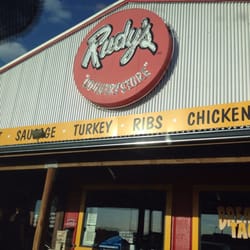 Rudy's
"COUNTRY STORE"
SAUSAGE · TURKEY · RIBS · CHICKEN